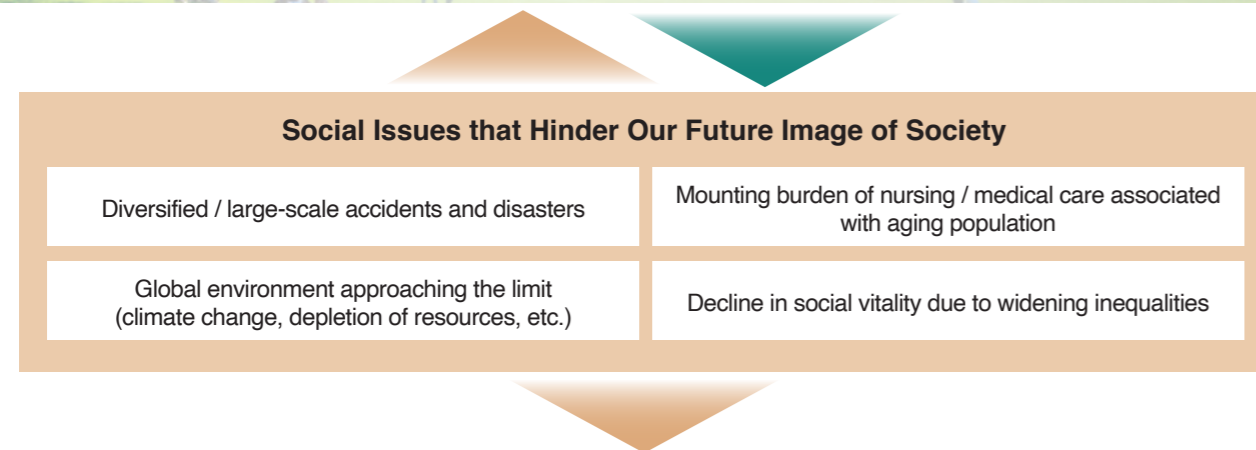 Social Issues that Hinder Our Future Image of Society
Diversified / large-scale accidents and disasters
Mounting burden of nursing / medical care associated
with aging population
Global environment approaching the limit
(climate change, depletion of resources, etc.)
Decline in social vitality due to widening inequalities